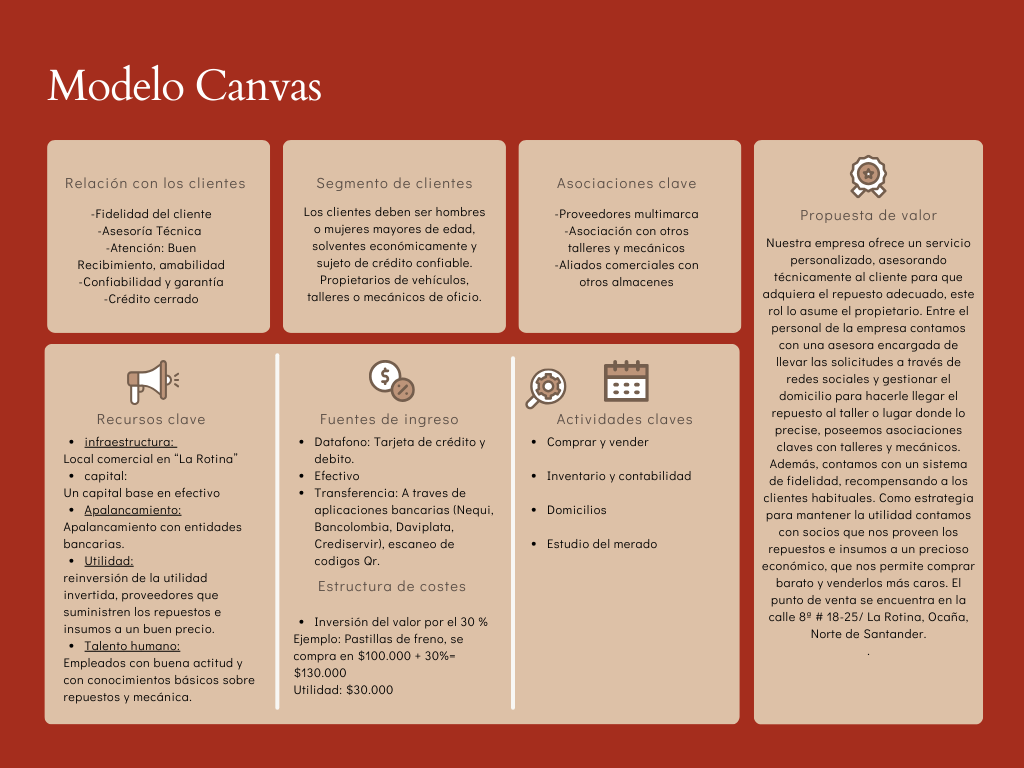 Modelo Canvas
Relación con los clientes
-Fidelidad del cliente
-Asesoría Técnica
-Atención: Buen
Recibimiento, amabilidad
-Confiabilidad y garantía
-Crédito cerrado
Segmento de clientes
Los clientes deben ser hombres
o mujeres mayores de edad,
solventes económicamente y
sujeto de crédito confiable.
Propietarios de vehículos,
talleres o mecánicos de oficio.
Asociaciones clave
-Proveedores multimarca
-Asociación con otros
talleres y mecánicos
-Aliados comerciales con
otros almacenes
Propuesta de valor
Nuestra empresa ofrece un servicio
personalizado, asesorando
técnicamente al cliente para que
adquiera el repuesto adecuado, este
rol lo asume el propietario. Entre el
personal de la empresa contamos
con una asesora encargada de
llevar las solicitudes a través de
redes sociales y gestionar el
domicilio para hacerle llegar el
repuesto al taller o lugar donde lo
precise, poseemos asociaciones
claves con talleres y mecánicos.
Además, contamos con un sistema
de fidelidad, recompensando a los
clientes habituales. Como estrategia
para mantener la utilidad contamos
con socios que nos proveen los
repuestos e insumos a un precioso
económico, que nos permite comprar
barato y venderlos más caros. El
punto de venta se encuentra en la
calle 8ª # 18-25/ La Rotina, Ocaña,
Norte de Santander.
.
Recursos clave
• infraestructura:
Local comercial en “La Rotina”
• capital:
Un capital base en efectivo
• Apalancamiento:
Apalancamiento con entidades
bancarias.
• Utilidad:
reinversión de la utilidad
invertida, proveedores que
suministren los repuestos e
insumos a un buen precio.
• Talento humano:
Empleados con buena actitud y
con conocimientos básicos sobre
repuestos y mecánica.
Fuentes de ingreso
• Datafono: Tarjeta de crédito y
debito.
• Efectivo
• Transferencia: A traves de
aplicaciones bancarias (Nequi,
Bancolombia, Daviplata,
Crediservir), escaneo de
codigos Qr.
Estructura de costes
• Inversión del valor por el 30 %
Ejemplo: Pastillas de freno, se
compra en $100.000 + 30%=
$130.000
Utilidad: $30.000
Actividades claves
• Comprar y vender
• Inventario y contabilidad
• Domicilios
• Estudio del merado